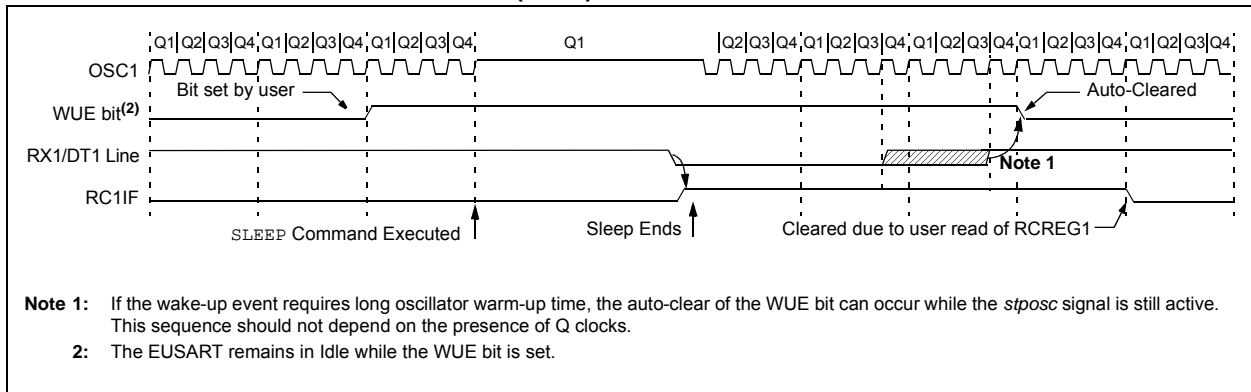 Q1 Q2 Q3 Q4 Q1 Q2 Q3 Q4 Q1 Q2 Q3 Q4 Q1 Q2 Q3 Q4 Q1 Q2 Q3 Q4 Q1 Q2 Q3 Q4 Q1 Q2 Q3 Q4
OSC1
Bit set by user
Auto-Cleared
WUE bit(2)
RX1/DT1 Line
Note 1
RC1IF
SLEEP Command Executed
Sleep Ends
Cleared due to user read of RCREG1
Note 1: If the wake-up event requires long oscillator warm-up time, the auto-clear of the WUE bit can occur while the stposc signal is still active.
This sequence should not depend on the presence of Q clocks.
2: The EUSART remains in Idle while the WUE bit is set.